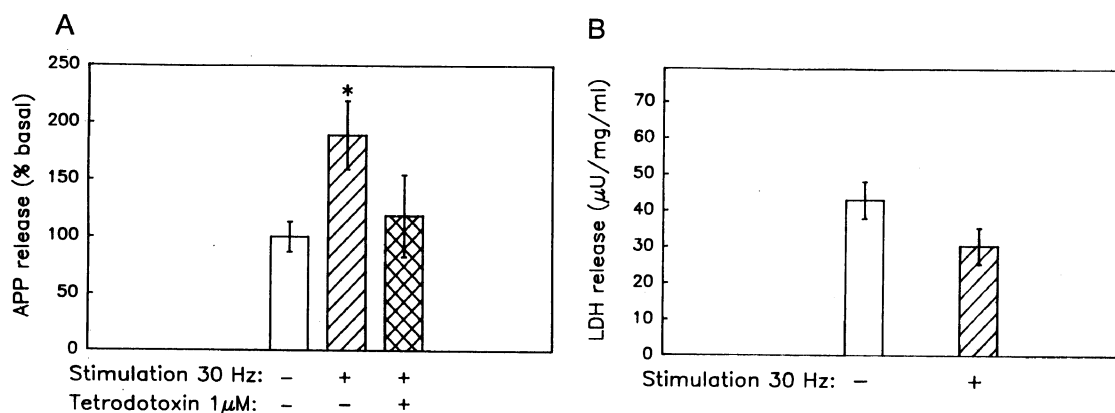 A
APP release (% basal)
250
200
150
100
50
0
*
Stimulation 30 Hz: – + +
Tetrodotoxin 1μM: – – +
B
LDH release (μU/mg/ml)
70
60
50
40
30
20
10
0
Stimulation 30 Hz: – +